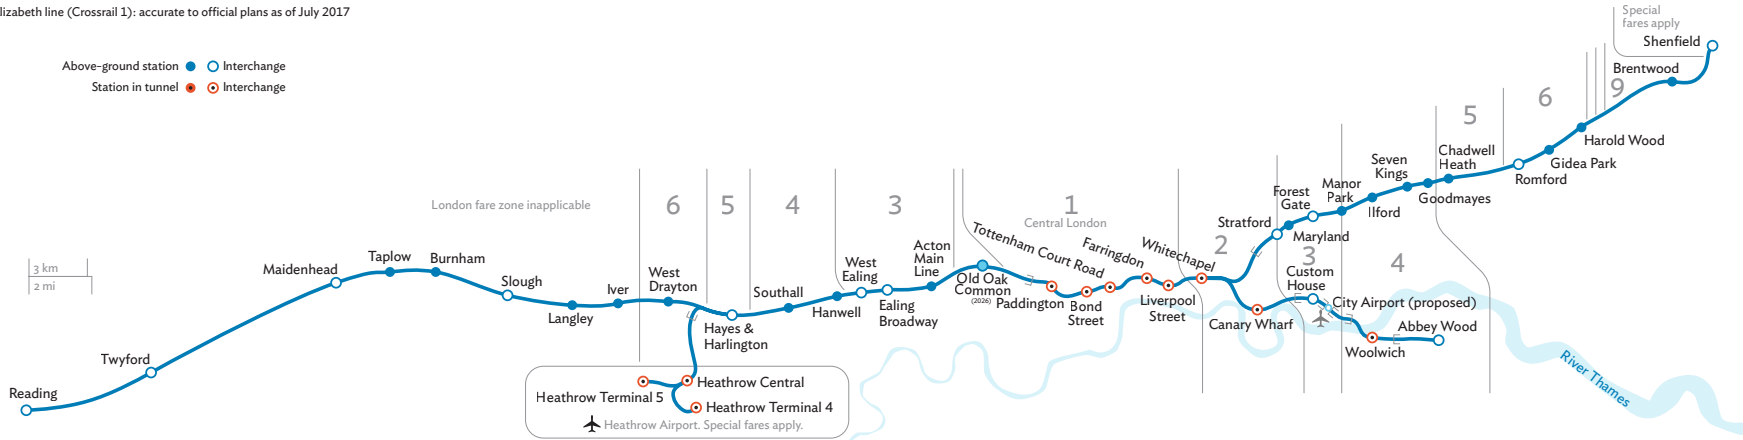 lizabeth line (Crossrail 1): accurate to official plans as of July 2017
Above-ground station
Interchange
Station in tunnel
Interchange
3 km
2 mi
London fare zone inapplicable
6
5
4
3
1
Central London
2
3
4
5
6
9
Special
fares apply
Reading
Twyford
Maidenhead
Taplow
Burnham
Slough
Langley
Iver
West
Drayton
Hayes &
Harlington
Heathrow Central
Heathrow Terminal 5
Heathrow Terminal 4
Heathrow Airport. Special fares apply.
Southall
Hanwell
West
Ealing
Ealing
Broadway
Acton
Main
Line
Old Oak
Common
(2026)
Paddington
Bond
Street
Tottenham Court Road
Farringdon
Liverpool
Street
Whitechapel
Stratford
Maryland
Forest
Gate
Manor
Park
Ilford
Seven
Kings
Goodmayes
Chadwell
Heath
Romford
Gidea Park
Harold Wood
Brentwood
Shenfield
Canary Wharf
Custom
House
City Airport (proposed)
Woolwich
Abbey Wood
River Thames